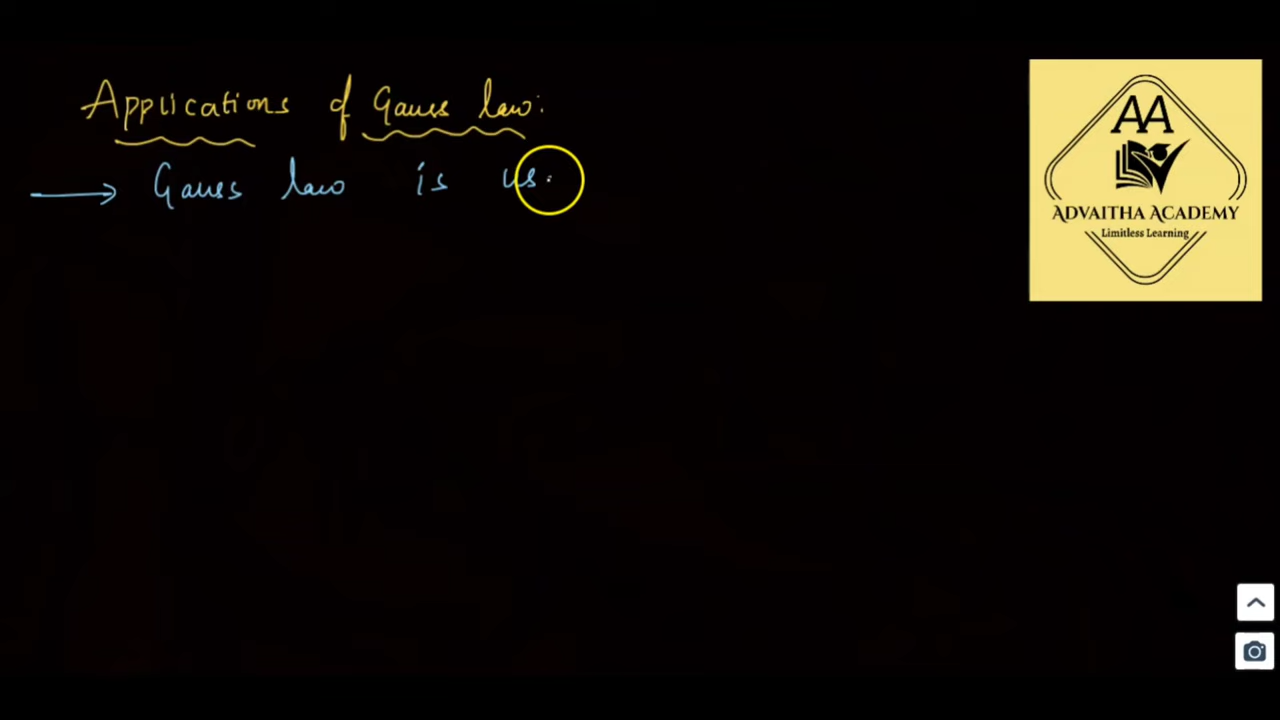 Applications of Gauss law:
→ Gauss law is us
AA
ADVAITHA ACADEMY
Limitless Learning